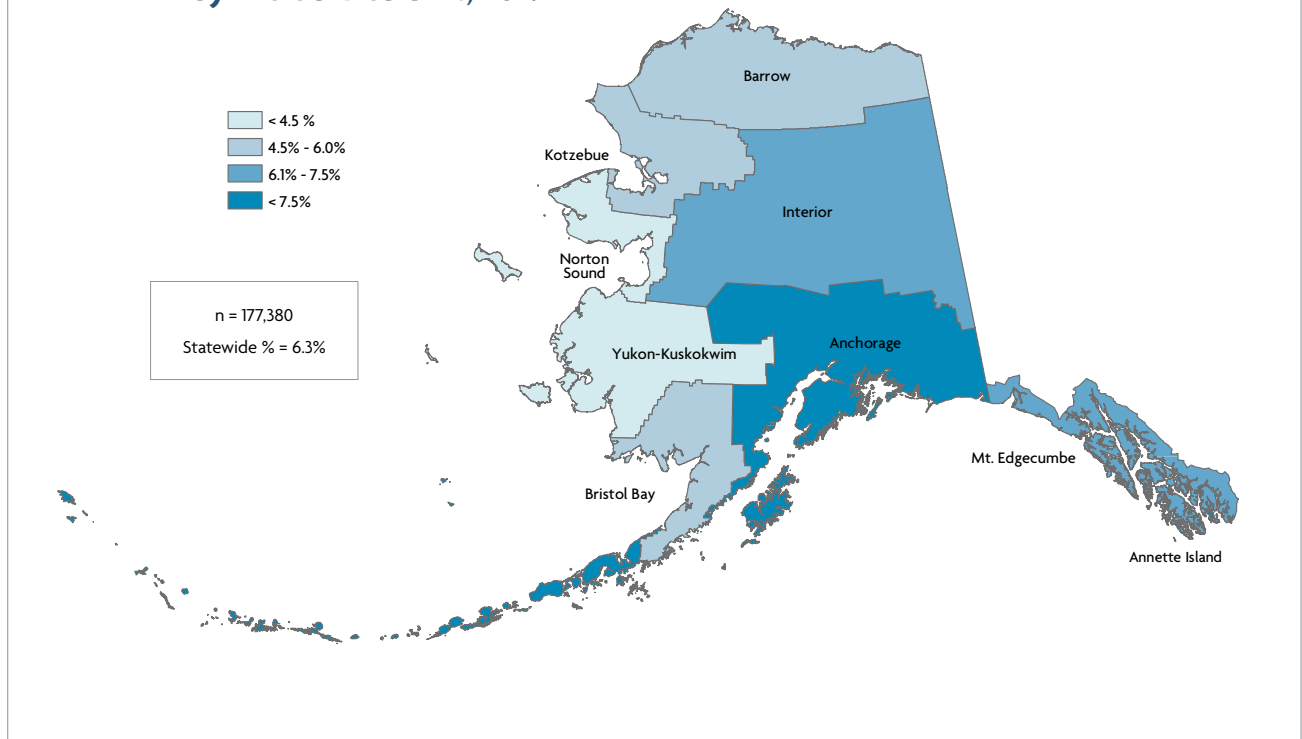 Barrow
< 4.5 %
4.5% - 6.0%
6.1% - 7.5%
< 7.5%
Kotzebue
Interior
Norton
Sound
n = 177,380
Statewide % = 6.3%
Yukon-Kuskokwim
Anchorage
Mt. Edgecumbe
Bristol Bay
Annette Island